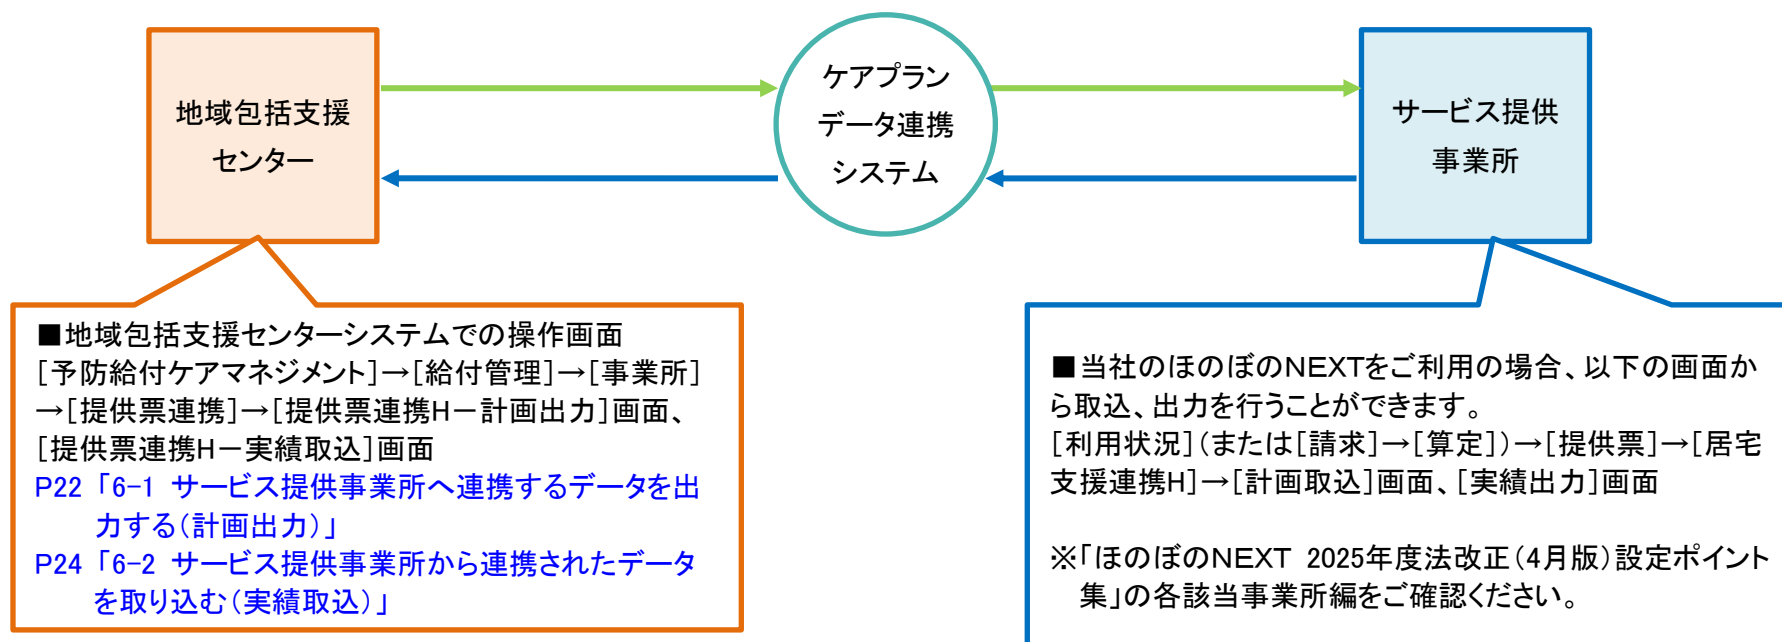 地域包括支援
センター
ケアプラン
データ連携
システム
サービス提供
事業所
■地域包括支援センターシステムでの操作画面
[予防給付ケアマネジメント]→[給付管理]→[事業所]
→[提供票連携]→[提供票連携H－計画出力]画面、
[提供票連携H－実績取込]画面
P22 「6-1 サービス提供事業所へ連携するデータを出
力する(計画出力)」
P24 「6-2 サービス提供事業所から連携されたデータ
を取り込む(実績取込)」
■当社のほのぼのNEXTをご利用の場合、以下の画面か
ら取込、出力を行うことができます。
[利用状況](または[請求]→[算定])→[提供票]→[居宅
支援連携H]→[計画取込]画面、[実績出力]画面
※「ほのぼのNEXT 2025年度法改正(4月版)設定ポイント
集」の各該当事業所編をご確認ください。